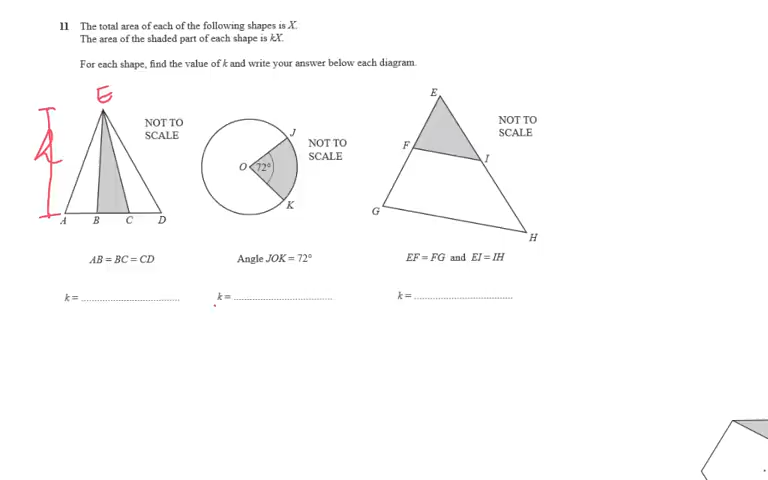 11 The total area of each of the following shapes is X.
The area of the shaded part of each shape is kX.
For each shape, find the value of k and write your answer below each diagram.
E
h
NOT TO
SCALE
A B C D
AB = BC = CD
k = ................................
J
O 72°
K
NOT TO
SCALE
Angle JOK = 72°
k = ................................
E
F
I
G
H
NOT TO
SCALE
EF = FG and EI = IH
k = ................................